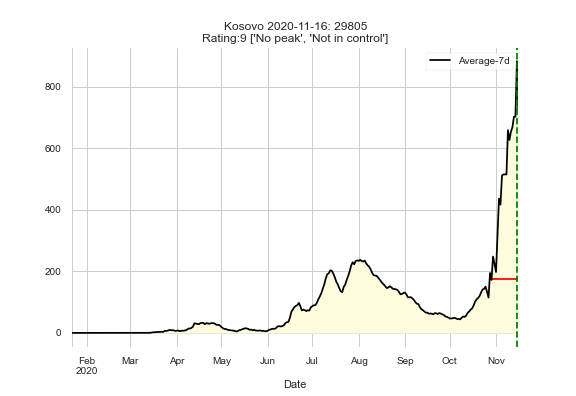 Kosovo 2020-11-16: 29805
Rating:9 ['No peak', 'Not in control']
Average-7d
800
600
400
200
0
Feb Mar Apr May Jun Jul Aug Sep Oct Nov
2020
Date